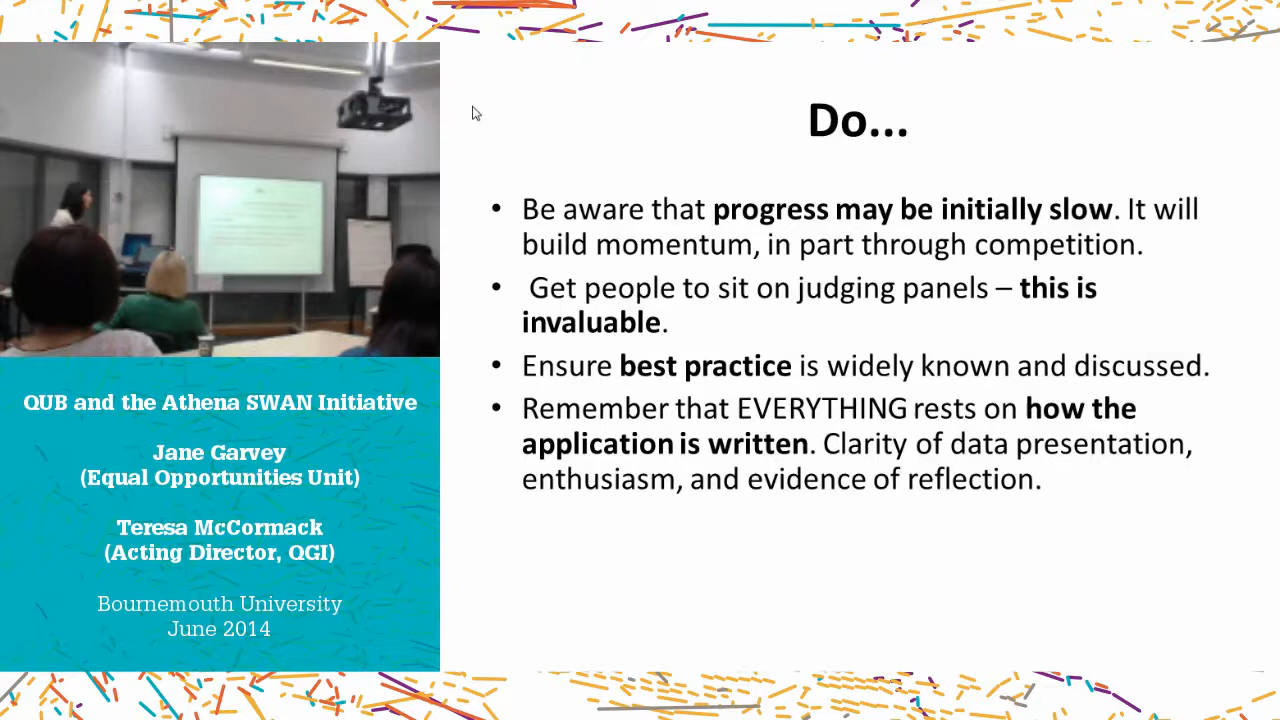 QUB and the Athena SWAN Initiative
Jane Garvey
(Equal Opportunities Unit)
Teresa McCormack
(Acting Director, QGI)
Bournemouth University
June 2014
Do...
• Be aware that progress may be initially slow. It will
build momentum, in part through competition.
• Get people to sit on judging panels – this is
invaluable.
• Ensure best practice is widely known and discussed.
• Remember that EVERYTHING rests on how the
application is written. Clarity of data presentation,
enthusiasm, and evidence of reflection.